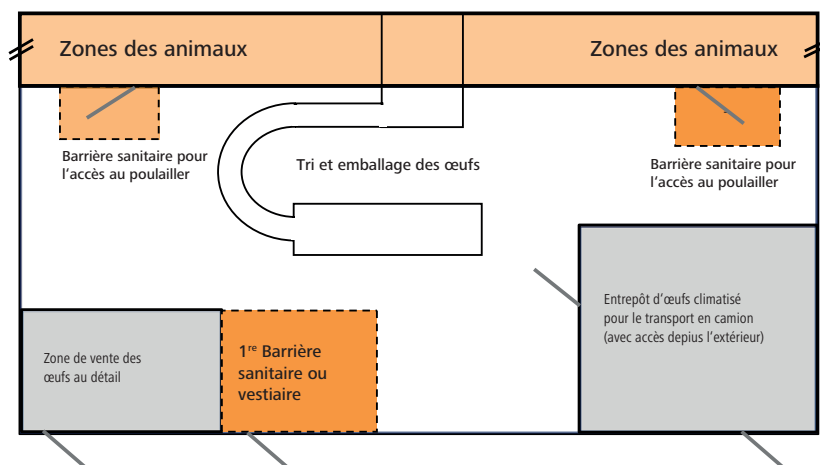 Zones des animaux
Zones des animaux
Barrière sanitaire pour
l’accès au poulailler
Tri et emballage des œufs
Barrière sanitaire pour
l’accès au poulailler
Entrepôt d’œufs climatisé
pour le transport en camion
(avec accès depius l’extérieur)
Zone de vente des
œufs au détail
1re Barrière
sanitaire ou
vestiaire